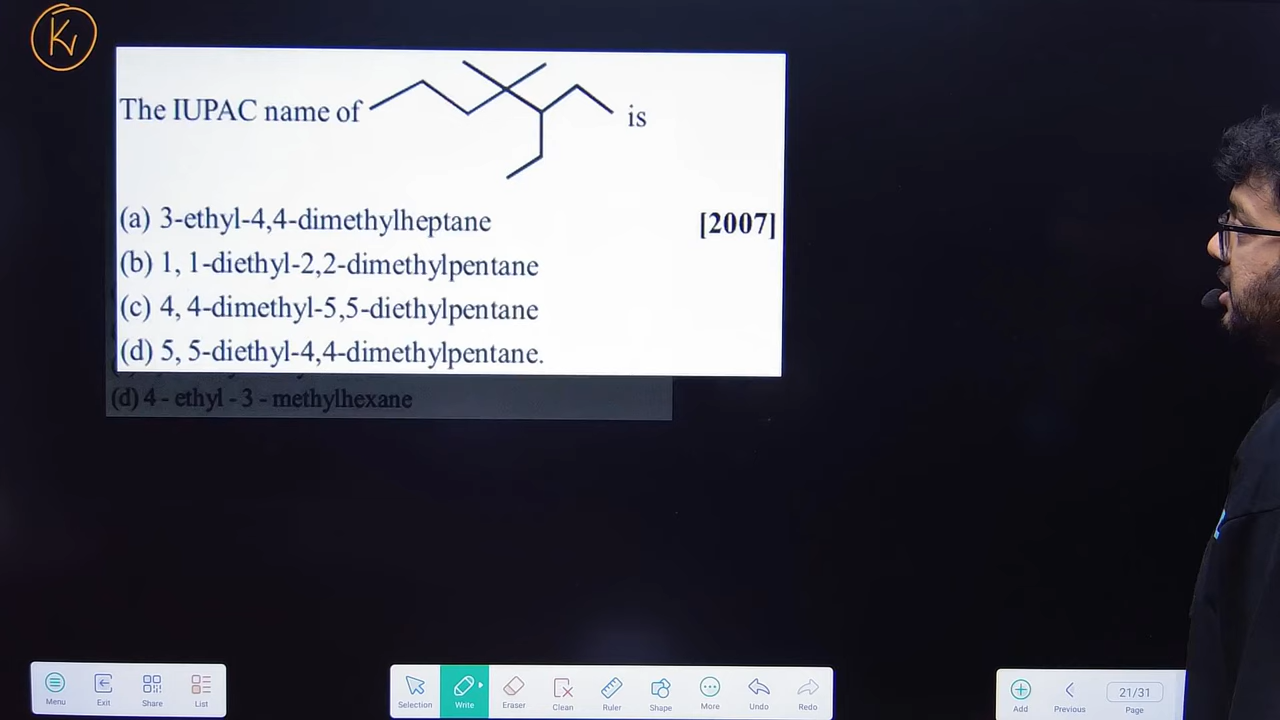 The IUPAC name of is
(a) 3-ethyl-4,4-dimethylheptane [2007]
(b) 1, 1-diethyl-2,2-dimethylpentane
(c) 4, 4-dimethyl-5,5-diethylpentane
(d) 5, 5-diethyl-4,4-dimethylpentane.
(d) 4 - ethyl - 3 - methylhexane
Menu Exit Share List Selection Write Eraser Clean Ruler Shape More Undo Redo Add Previous 21/31 Page